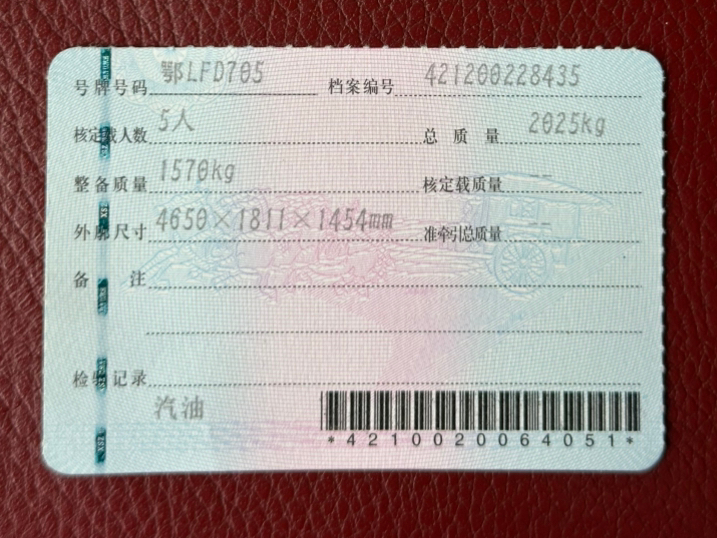 号牌号码 鄂LFD705 档案编号 421200228435
核定载人数 5人 总质量 2025kg
整备质量 1570kg 核定载质量 --
外廓尺寸 4650×1811×1454mm 准牵引总质量 --
备注
检验记录
汽油
*4210020064051*